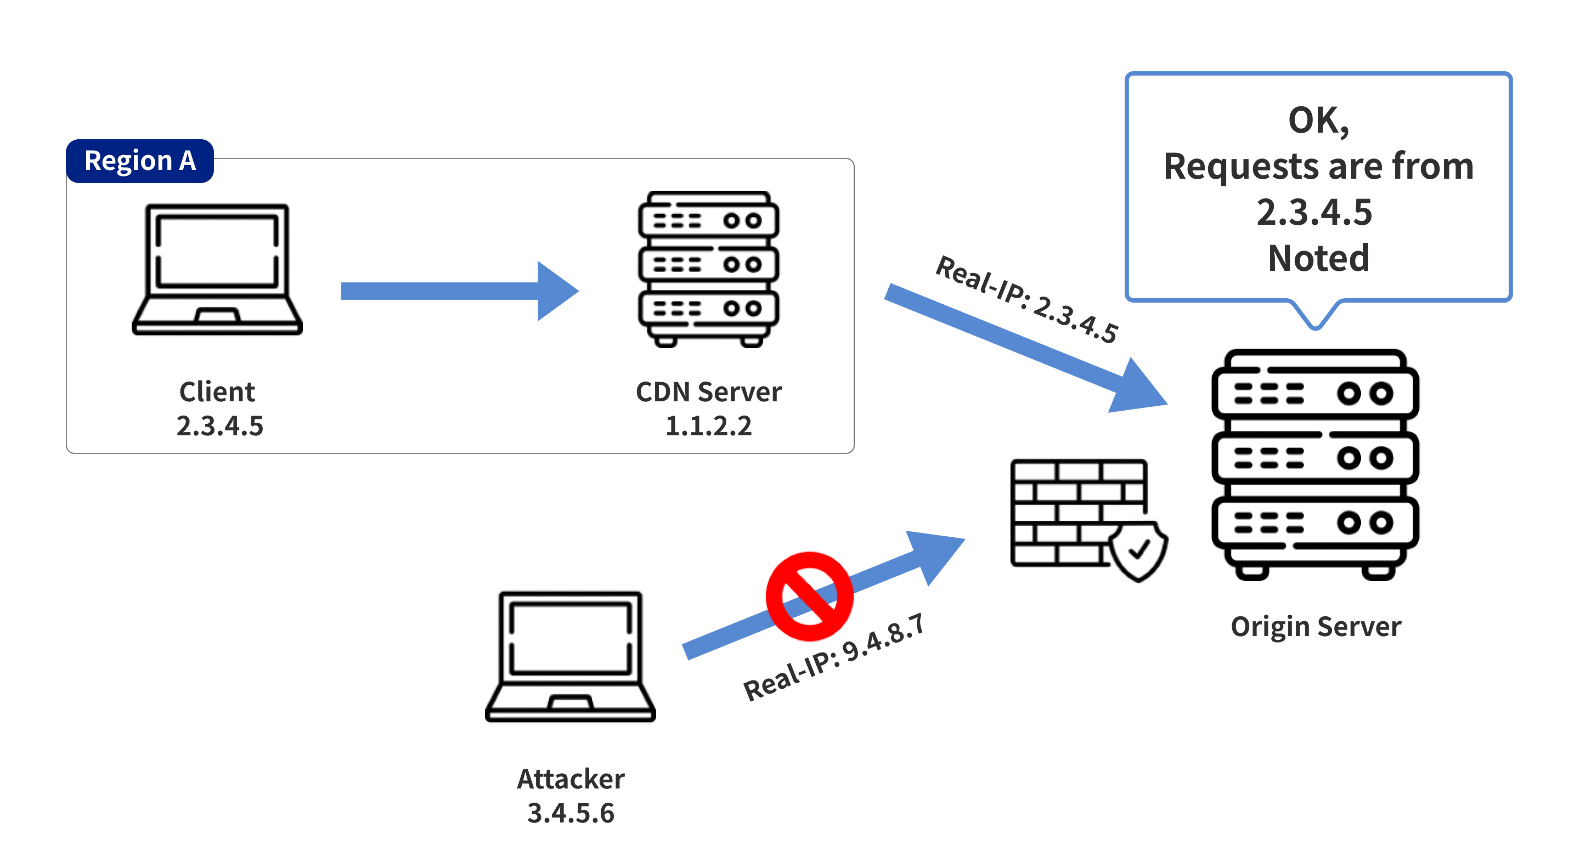 Region A
Client
2.3.4.5
CDN Server
1.1.2.2
Real-IP: 2.3.4.5
OK,
Requests are from
2.3.4.5
Noted
Origin Server
Real-IP: 9.4.8.7
Attacker
3.4.5.6